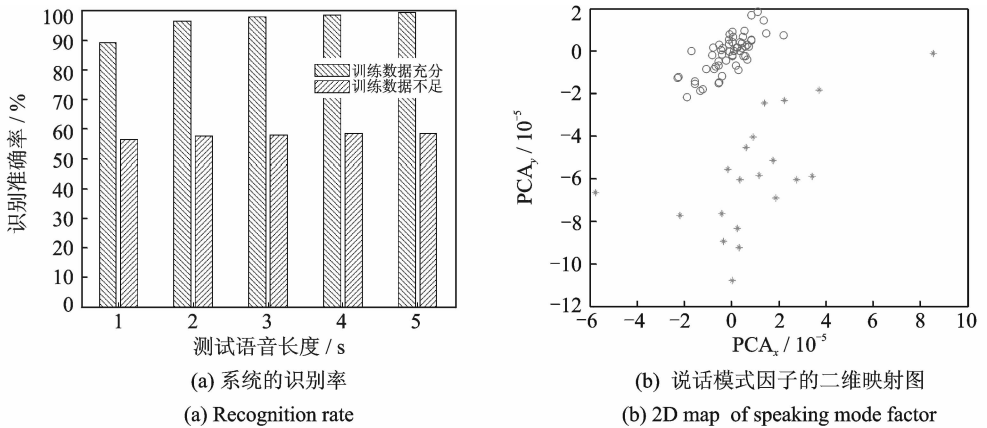 100
90
80
70
60
50
40
30
20
10
0
识别准确率 / %
训练数据充分
训练数据不足
1 2 3 4 5
测试语音长度 / s
(a) 系统的识别率
(a) Recognition rate
2
0
−2
−4
−6
−8
−10
−12
PCAy / 10−5
−6 −4 −2 0 2 4 6 8 10
PCAx / 10−5
(b) 说话模式因子的二维映射图
(b) 2D map of speaking mode factor